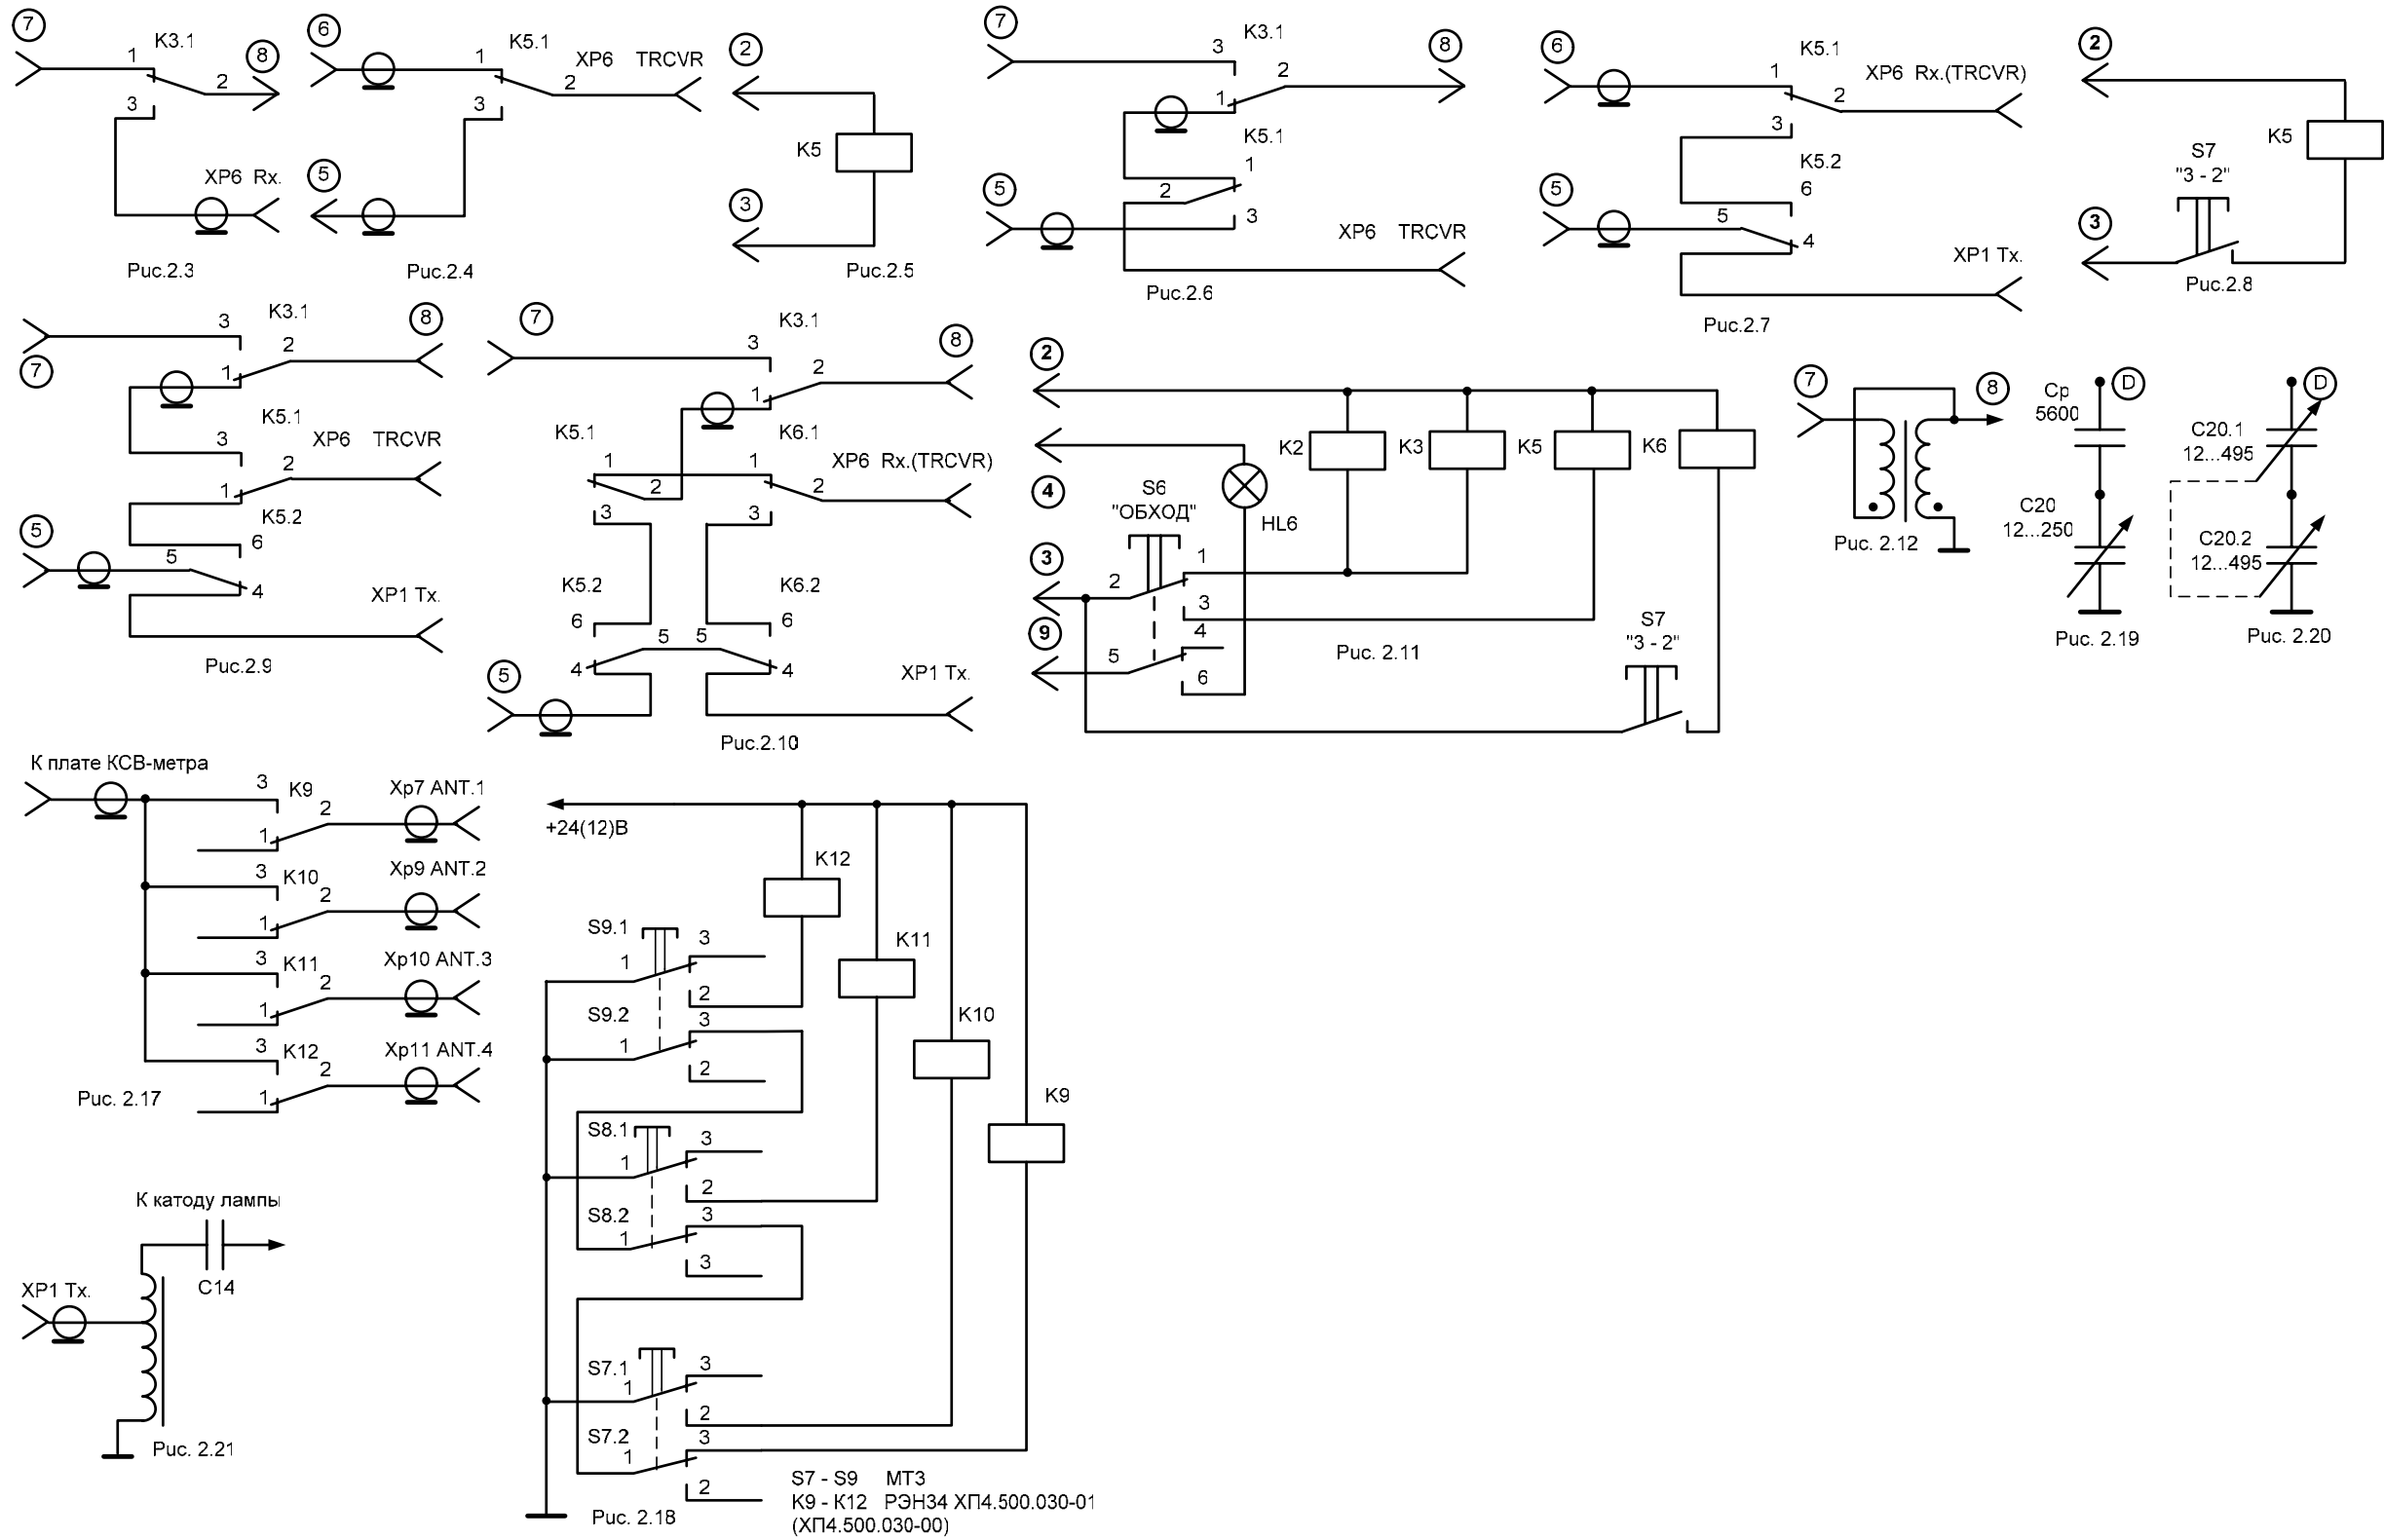 7
K3.1
1
2
8
3
XP6 Rx.
Рис.2.3
6
K5.1
1
2
XP6 TRCVR
3
5
Рис.2.4
2
K5
3
Рис.2.5
7
K3.1
3
2
8
1
K5.1
1
2
5
3
XP6 TRCVR
Рис.2.6
6
K5.1
1
2
XP6 Rx.(TRCVR)
3
K5.2
6
5
5
4
XP1 Tx.
Рис.2.7
2
K5
S7
"3 - 2"
3
Рис.2.8
K3.1
3
2
8
7
1
K5.1
3
XP6 TRCVR
2
1
K5.2
5
6
5
4
XP1 Tx.
Рис.2.9
7
K3.1
3
2
8
1
K5.1
K6.1
1
1
XP6 Rx.(TRCVR)
2
2
3
3
K5.2
K6.2
6
6
5
5
4
4
5
XP1 Tx.
Рис.2.10
2
K2
K3
K5
K6
4
S6
"ОБХОД"
HL6
3
1
2
3
9
4
5
6
S7
"3 - 2"
Рис. 2.11
7
8
Рис. 2.12
Ср
5600
D
C20
12...250
Рис. 2.19
D
C20.1
12...495
C20.2
12...495
Рис. 2.20
К плате КСВ-метра
3
K9
Xp7 ANT.1
2
1
Xp9 ANT.2
3
K10
2
1
Xp10 ANT.3
3
K11
2
1
Xp11 ANT.4
3
K12
2
1
Рис. 2.17
+24(12)В
K12
K11
K10
K9
S9.1
3
1
2
S9.2
3
1
2
S8.1
3
1
2
S8.2
3
1
3
S7.1
3
1
2
S7.2
3
1
2
Рис. 2.18
S7 - S9 МТ3
K9 - K12 РЭН34 ХП4.500.030-01
(ХП4.500.030-00)
К катоду лампы
C14
XP1 Tx.
Рис. 2.21